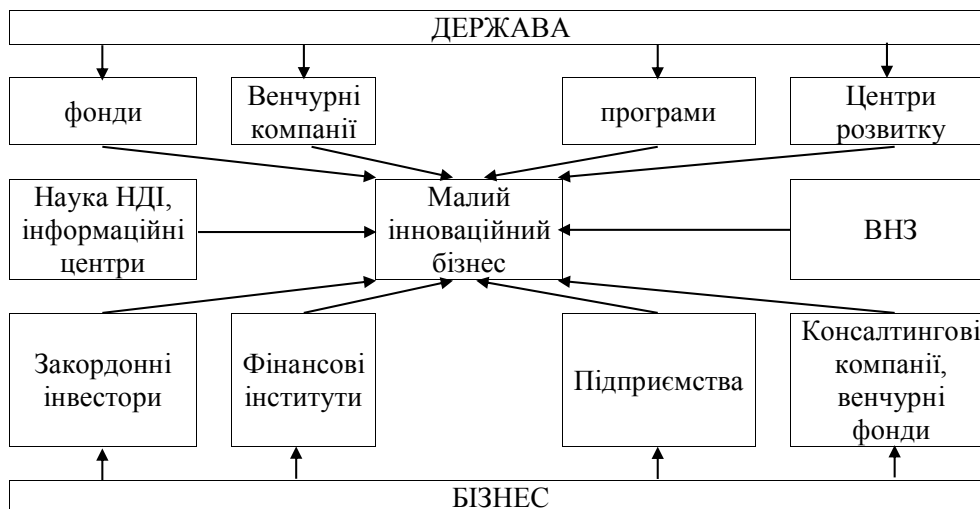 ДЕРЖАВА
фонди
Венчурні
компанії
програми
Центри
розвитку
Наука НДІ,
інформаційні
центри
Малий
інноваційний
бізнес
ВНЗ
Закордонні
інвестори
Фінансові
інститути
Підприємства
Консалтингові
компанії,
венчурні
фонди
БІЗНЕС